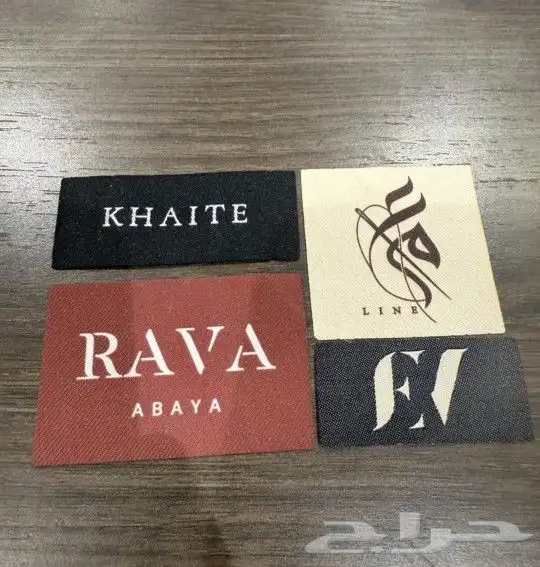 KHAITE
LINE
RAVA
ABAYA
EV
حراج